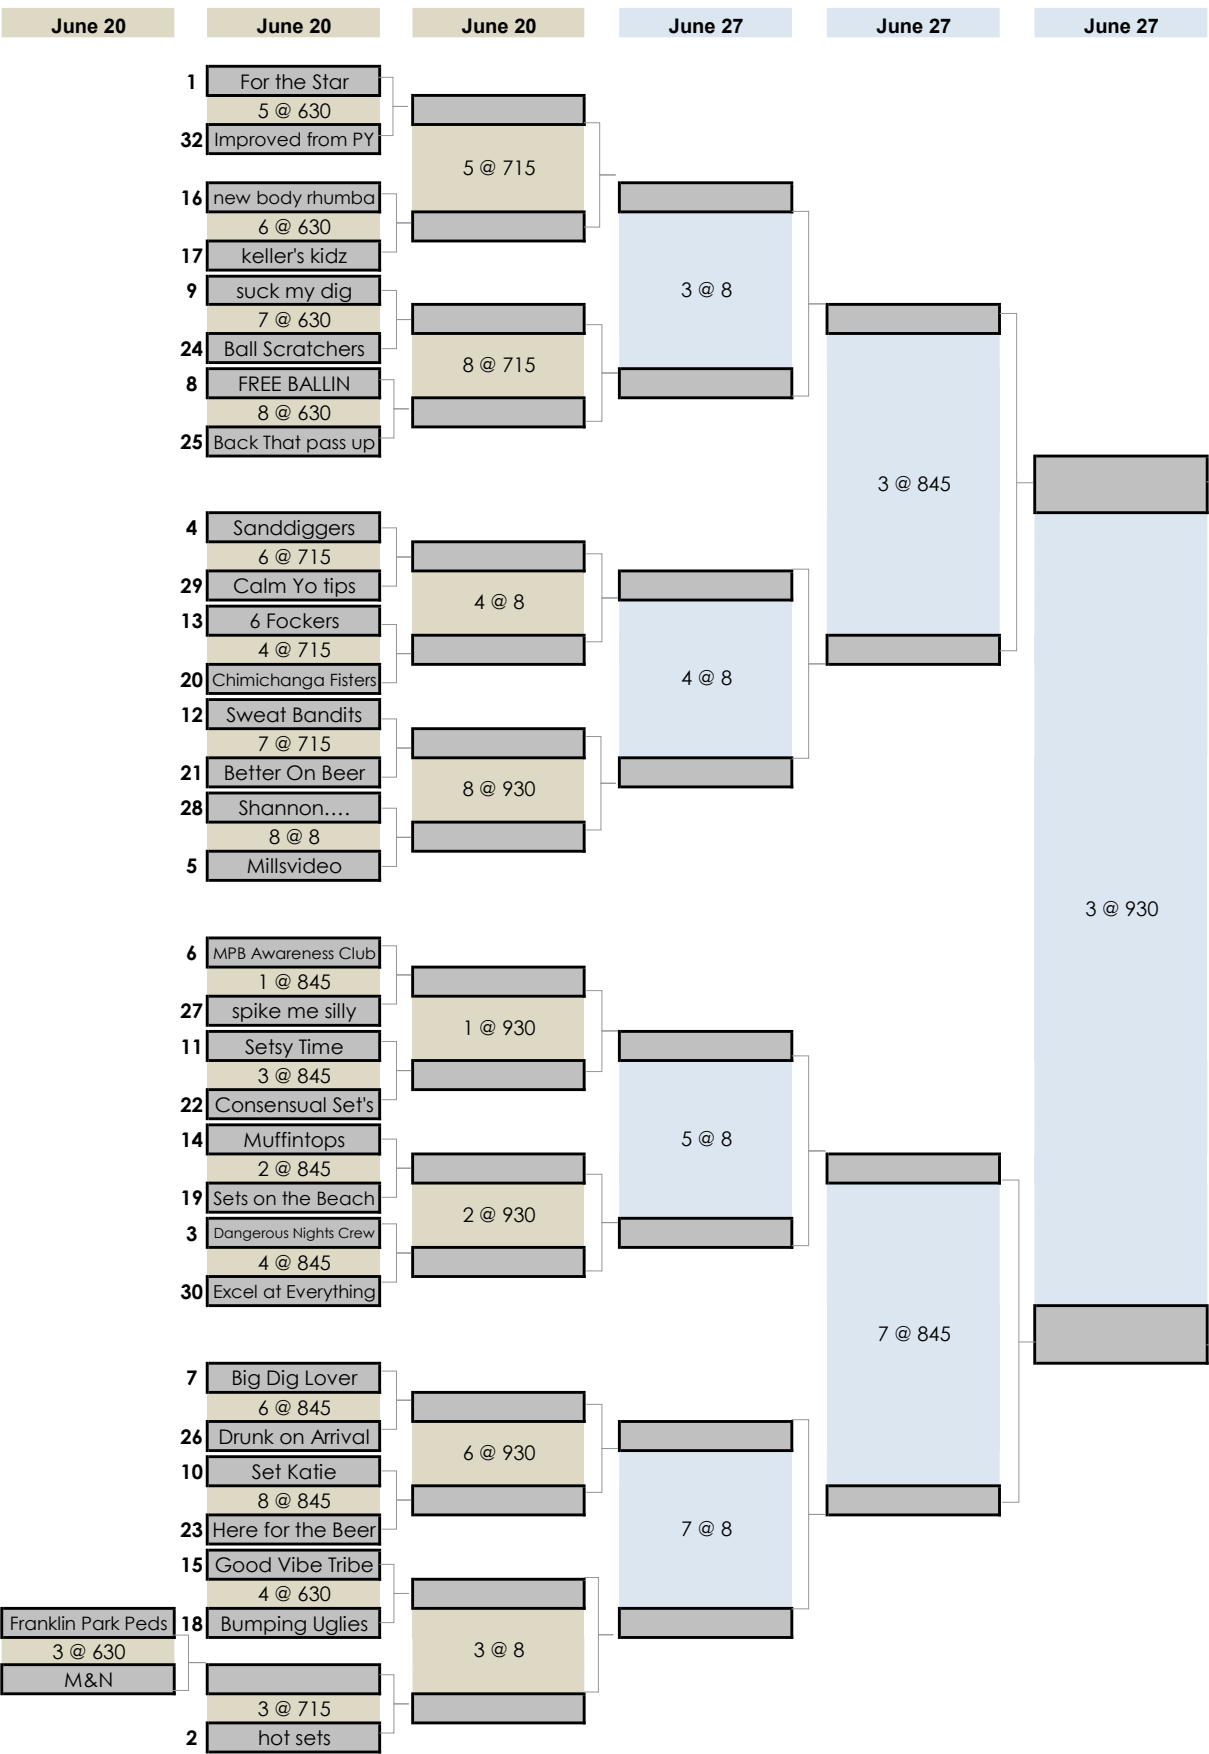 June 20 June 20 June 20 June 27 June 27 June 27
1 For the Star
5 @ 630
32 Improved from PY
5 @ 715
16 new body rhumba
6 @ 630
17 keller's kidz
9 suck my dig
7 @ 630
24 Ball Scratchers
8 @ 715
8 FREE BALLIN
8 @ 630
25 Back That pass up
3 @ 8
3 @ 845
4 Sanddiggers
6 @ 715
29 Calm Yo tips
4 @ 8
13 6 Fockers
4 @ 715
20 Chimichanga Fisters
4 @ 8
12 Sweat Bandits
7 @ 715
21 Better On Beer
8 @ 930
28 Shannon....
8 @ 8
5 Millsvideo
3 @ 930
6 MPB Awareness Club
1 @ 845
27 spike me silly
1 @ 930
11 Setsy Time
3 @ 845
22 Consensual Set's
5 @ 8
14 Muffintops
2 @ 845
19 Sets on the Beach
2 @ 930
3 Dangerous Nights Crew
4 @ 845
30 Excel at Everything
7 @ 845
7 Big Dig Lover
6 @ 845
26 Drunk on Arrival
6 @ 930
10 Set Katie
8 @ 845
23 Here for the Beer
7 @ 8
15 Good Vibe Tribe
4 @ 630
18 Bumping Uglies
Franklin Park Peds
3 @ 630
M&N
3 @ 8
3 @ 715
2 hot sets